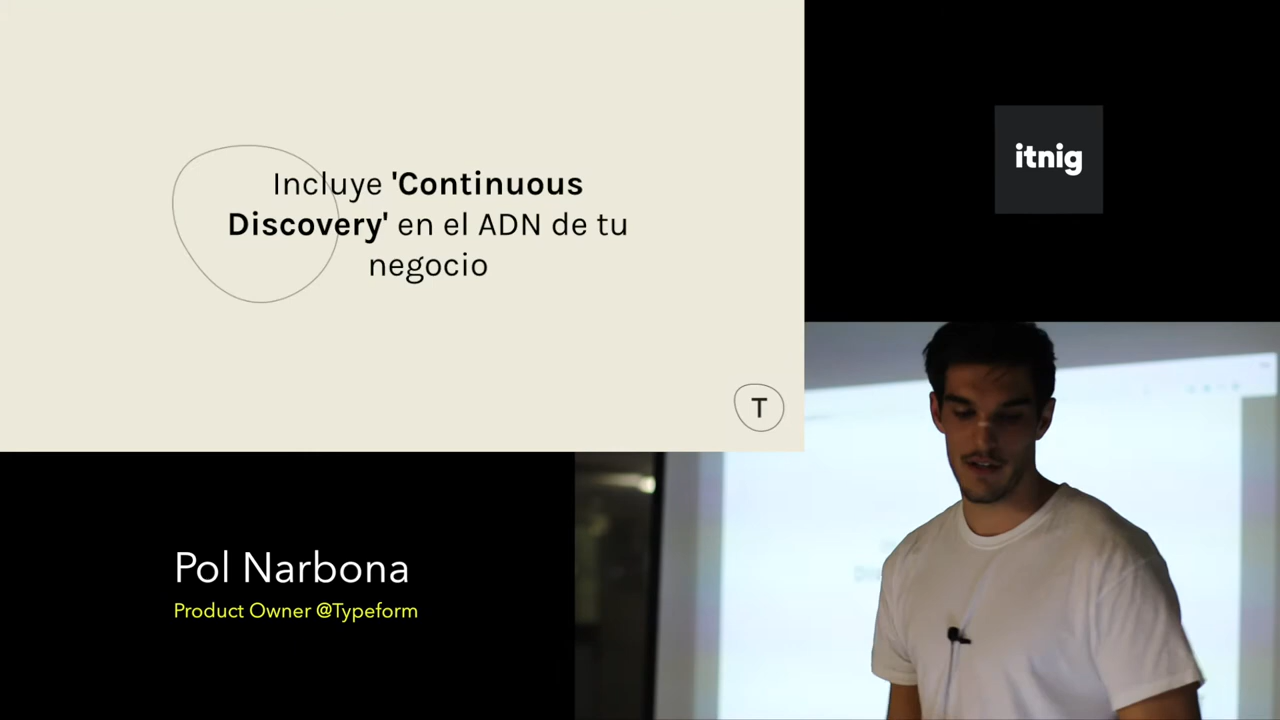 Incluye 'Continuous
Discovery' en el ADN de tu
negocio
T
itnig
Pol Narbona
Product Owner @Typeform